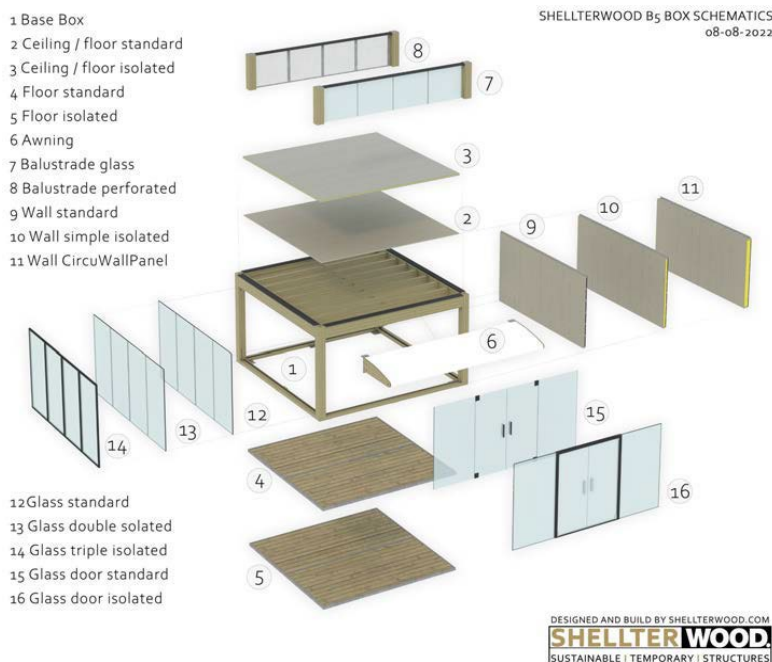 1 Base Box
2 Ceiling / floor standard
3 Ceiling / floor isolated
4 Floor standard
5 Floor isolated
6 Awning
7 Balustrade glass
8 Balustrade perforated
9 Wall standard
10 Wall simple isolated
11 Wall CircuWallPanel
SHELLTERWOOD B5 BOX SCHEMATICS
08-08-2022
8
7
3
2
9
10
11
1
6
14
13
12
15
16
4
5
12Glass standard
13 Glass double solated
14 Glass triple isolated
15 Glass door standard
16 Glass door isolated
DESIGNED AND BUILD BY SHELLTERWOOD.COM
SHELLTER WOOD.
SUSTAINABLE | TEMPORARY | STRUCTURES